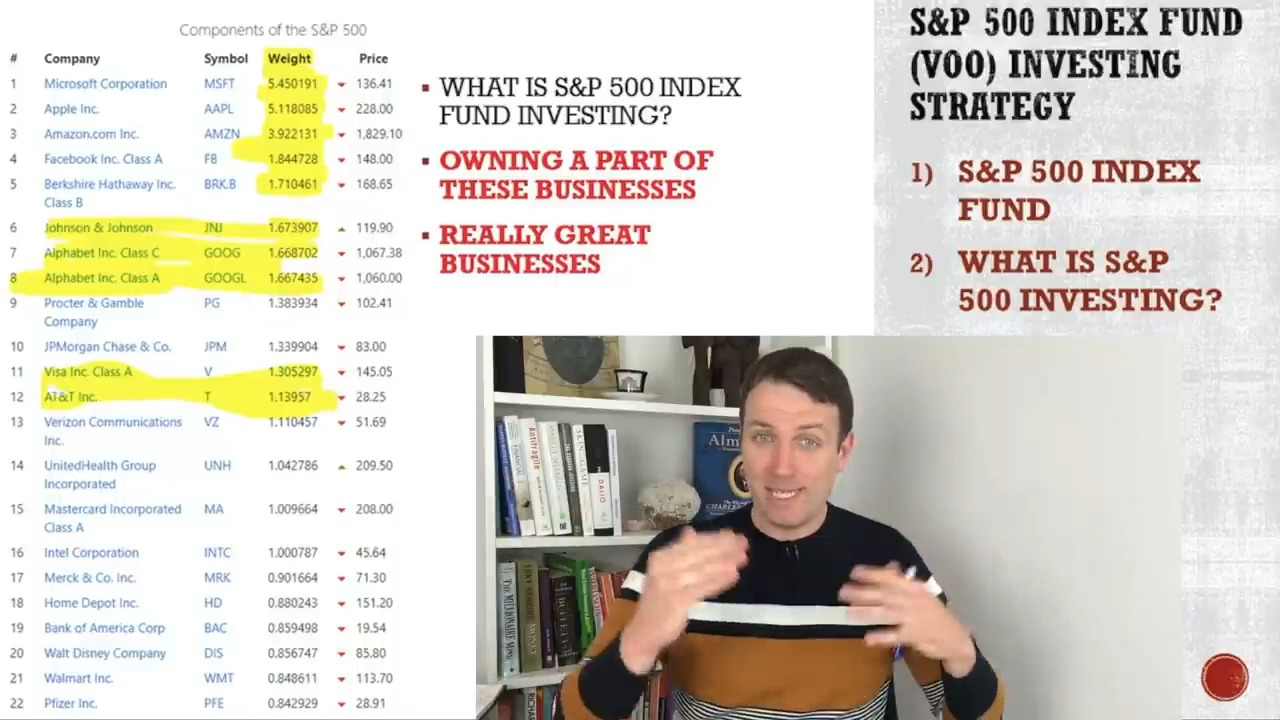 Components of the S&P 500
# Company Symbol Weight Price
1 Microsoft Corporation MSFT 5.450191 136.41
2 Apple Inc. AAPL 5.118085 228.00
3 Amazon.com Inc. AMZN 3.922131 1,829.10
4 Facebook Inc. Class A FB 1.844728 148.00
5 Berkshire Hathaway Inc. BRK.B 1.710461 168.65
Class B
6 Johnson & Johnson JNJ 1.673907 119.90
7 Alphabet Inc. Class C GOOG 1.668702 1,067.38
8 Alphabet Inc. Class A GOOGL 1.667435 1,060.00
9 Procter & Gamble PG 1.383934 102.41
Company
10 JPMorgan Chase & Co. JPM 1.339904 83.00
11 Visa Inc. Class A V 1.305297 145.05
12 AT&T Inc. T 1.13957 28.25
13 Verizon Communications VZ 1.110457 51.69
Inc.
14 UnitedHealth Group UNH 1.042786 209.50
Incorporated
15 Mastercard Incorporated MA 1.009664 208.00
Class A
16 Intel Corporation INTC 1.000787 45.64
17 Merck & Co. Inc. MRK 0.901664 71.30
18 Home Depot Inc. HD 0.880243 151.20
19 Bank of America Corp BAC 0.859498 19.54
20 Walt Disney Company DIS 0.856747 85.80
21 Walmart Inc. WMT 0.848611 113.70
22 Pfizer Inc. PFE 0.842929 28.91
WHAT IS S&P 500 INDEX
FUND INVESTING?
OWNING A PART OF
THESE BUSINESSES
REALLY GREAT
BUSINESSES
S&P 500 INDEX FUND
(VOO) INVESTING
STRATEGY
1) S&P 500 INDEX
FUND
2) WHAT IS S&P
500 INVESTING?
Antifragile
SKIN GAME
DALIO
Alm
THE MILLIONAIRE MIND